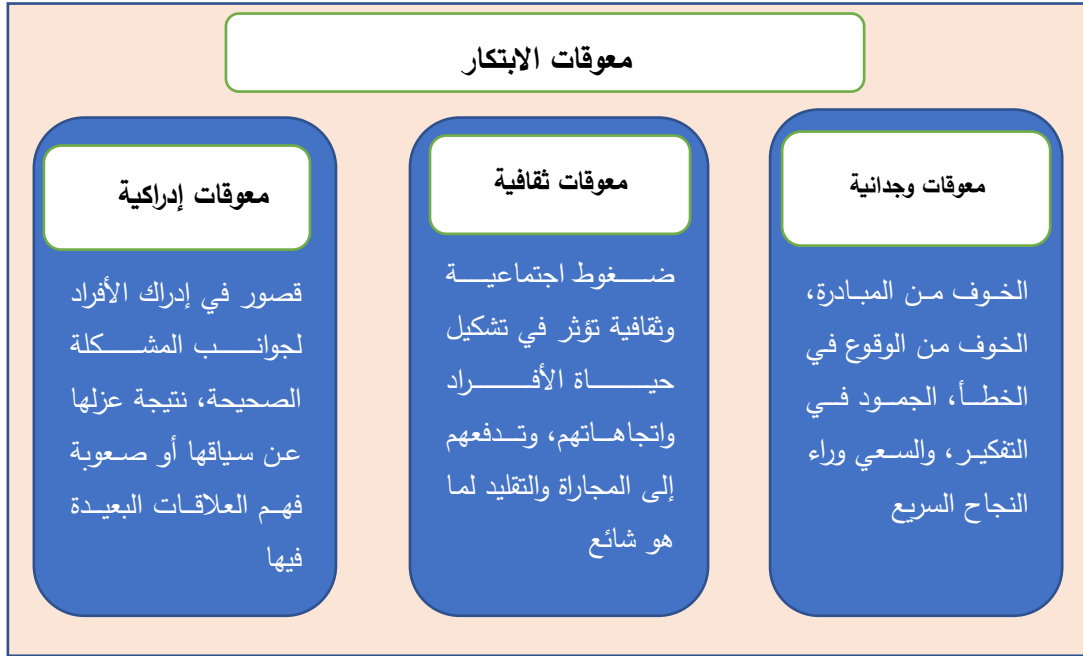 معوقات الابتكار
معوقات وجدانية
الخوف من المبادرة،
الخوف من الوقوع في
الخطأ، الجمود في
التفكير، والسعي وراء
النجاح السريع
معوقات ثقافية
ضغوط اجتماعية
وثقافية تؤثر في تشكيل
حياة الأفراد
واتجاهاتهم، وتدفعهم
إلى المجاراة والتقليد لما
هو شائع
معوقات إدراكية
قصور في إدراك الأفراد
لجوانب المشكلة
الصحيحة، نتيجة عزلها
عن سياقها أو صعوبة
فهم العلاقات البعيدة
فيها